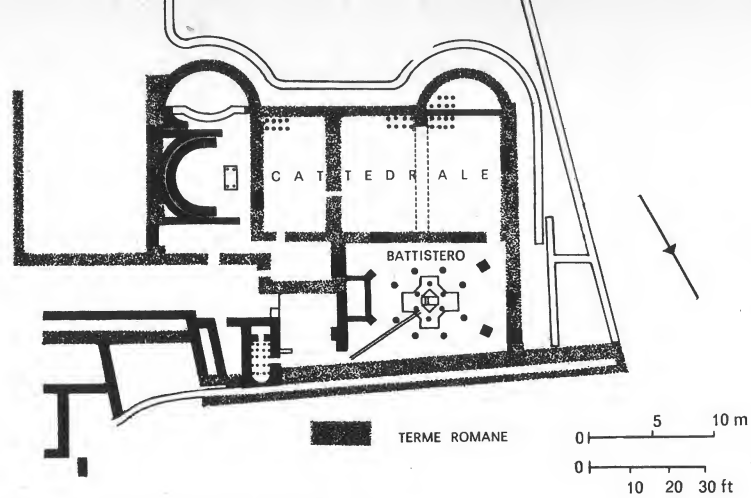 CATTEDRALE
BATTISTERO
TERME ROMANE
0 5 10 m
0 10 20 30 ft